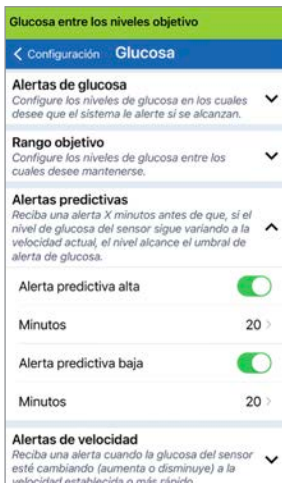 Glucosa entre los niveles objetivo
Configuración Glucosa
Alertas de glucosa
Configure los niveles de glucosa en los cuales
desee que el sistema le alerte si se alcanzan.
Rango objetivo
Configure los niveles de glucosa entre los
cuales desee mantenerse.
Alertas predictivas
Reciba una alerta X minutos antes de que, si el
nivel de glucosa del sensor sigue variando a la
velocidad actual, el nivel alcance el umbral de
alerta de glucosa.
Alerta predictiva alta
Minutos 20
Alerta predictiva baja
Minutos 20
Alertas de velocidad
Reciba una alerta cuando la glucosa del sensor
esté cambiando (aumenta o disminuye) a la
velocidad establecida o más rápido.